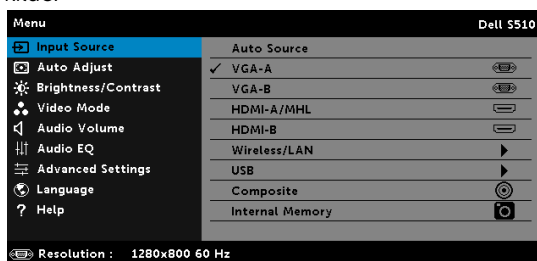 Menu Dell S510
Input Source
Auto Adjust
Brightness/Contrast
Video Mode
Audio Volume
Audio EQ
Advanced Settings
Language
? Help
Auto Source
✓ VGA-A
VGA-B
HDMI-A/MHL
HDMI-B
Wireless/LAN
USB
Composite
Internal Memory
Resolution : 1280x800 60 Hz